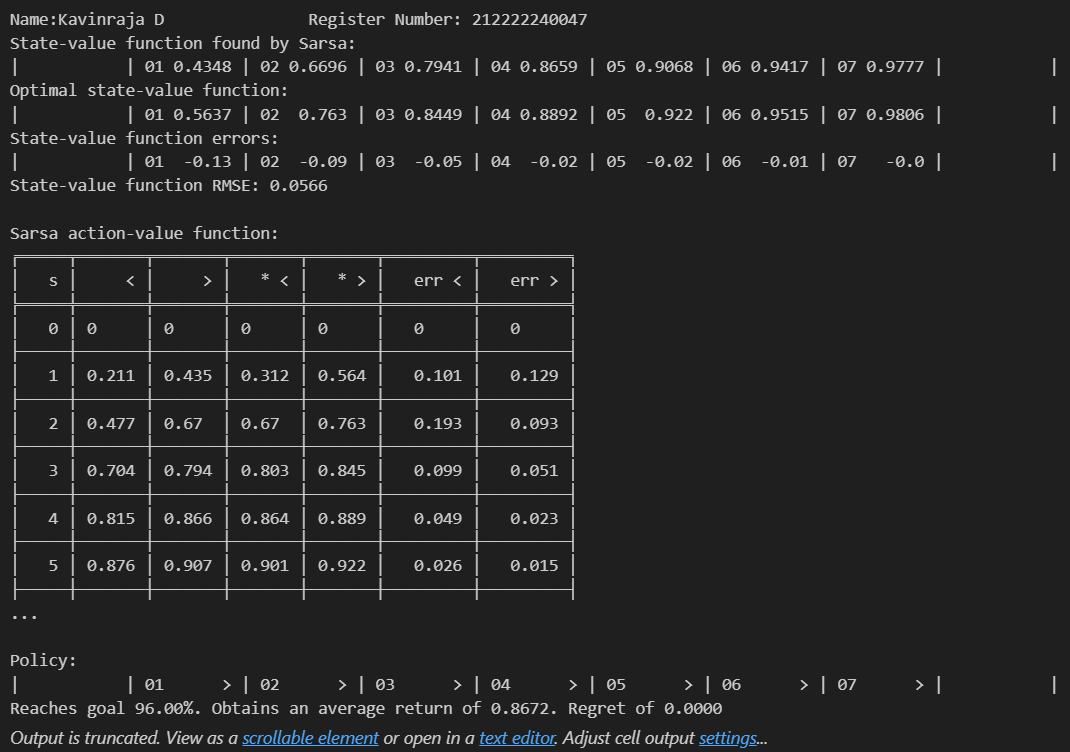 Name:Kavinraja D               Register Number: 212222240047
State-value function found by Sarsa:
|           | 01 0.4348 | 02 0.6696 | 03 0.7941 | 04 0.8659 | 05 0.9068 | 06 0.9417 | 07 0.9777 |           |
Optimal state-value function:
|           | 01 0.5637 | 02  0.763 | 03 0.8449 | 04 0.8892 | 05  0.922 | 06 0.9515 | 07 0.9806 |           |
State-value function errors:
|           | 01  -0.13 | 02  -0.09 | 03  -0.05 | 04  -0.02 | 05  -0.02 | 06  -0.01 | 07   -0.0 |           |
State-value function RMSE: 0.0566
Sarsa action-value function:
│   s │     < │     > │   * < │   * > │   err < │   err > │
│   0 │ 0     │ 0     │ 0     │ 0     │   0     │   0     │
│   1 │ 0.211 │ 0.435 │ 0.312 │ 0.564 │   0.101 │   0.129 │
│   2 │ 0.477 │ 0.67  │ 0.67  │ 0.763 │   0.193 │   0.093 │
│   3 │ 0.704 │ 0.794 │ 0.803 │ 0.845 │   0.099 │   0.051 │
│   4 │ 0.815 │ 0.866 │ 0.864 │ 0.889 │   0.049 │   0.023 │
│   5 │ 0.876 │ 0.907 │ 0.901 │ 0.922 │   0.026 │   0.015 │
...
Policy:
|           | 01      > | 02      > | 03      > | 04      > | 05      > | 06      > | 07      > |           |
Reaches goal 96.00%. Obtains an average return of 0.8672. Regret of 0.0000
Output is truncated. View as a scrollable element or open in a text editor. Adjust cell output settings...